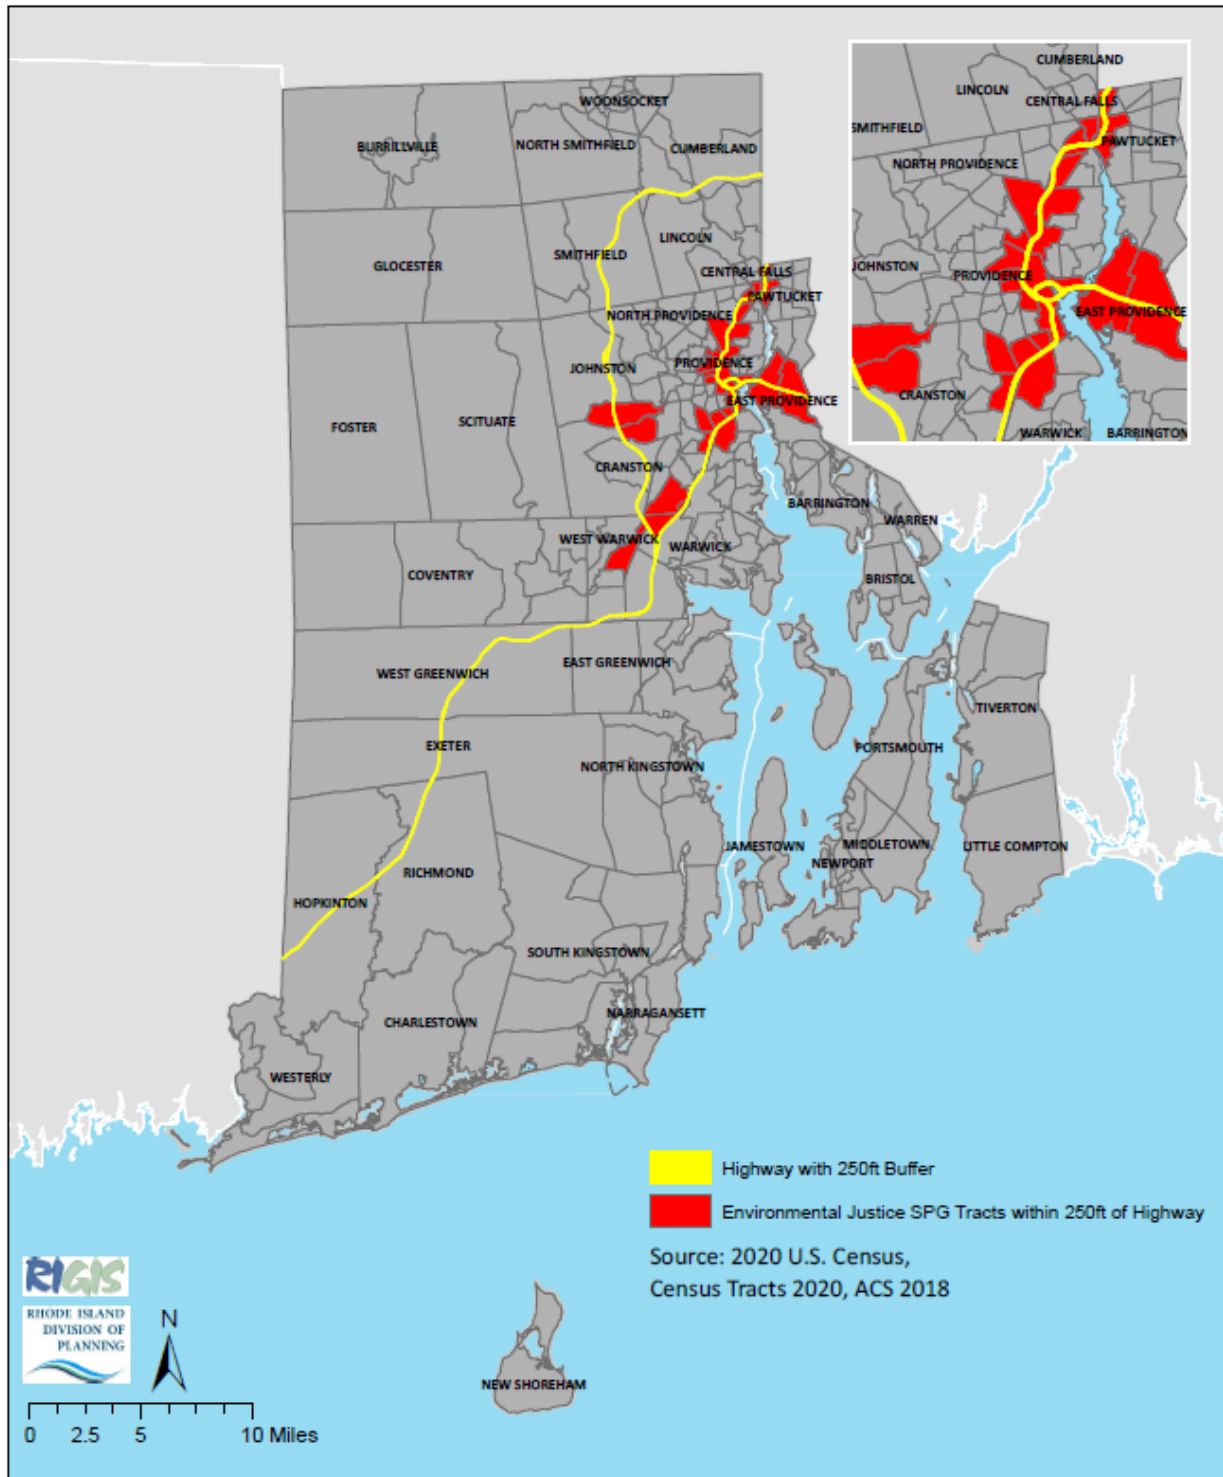 WOONSOCKET
BURRILLVILLE
NORTH SMITHFIELD
CUMBERLAND
GLOCESTER
SMITHFIELD
LINCOLN
CENTRAL FALLS
PAWTUCKET
NORTH PROVIDENCE
JOHNSTON
PROVIDENCE
EAST PROVIDENCE
FOSTER
SCITUATE
CRANSTON
BARRINGTON
WARREN
WEST WARWICK
WARWICK
COVENTRY
BRISTOL
WEST GREENWICH
EAST GREENWICH
TIVERTON
EXETER
PORTSMOUTH
NORTH KINGSTOWN
JAMESTOWN
MIDDLETOWN
LITTLE COMPTON
NEWPORT
RICHMOND
HOPKINTON
SOUTH KINGSTOWN
NARRAGANSETT
CHARLESTOWN
WESTERLY
NEW SHOREHAM
CUMBERLAND
LINCOLN
CENTRAL FALLS
SMITHFIELD
PAWTUCKET
NORTH PROVIDENCE
JOHNSTON
PROVIDENCE
EAST PROVIDENCE
CRANSTON
WARWICK
BARRINGTON
Highway with 250ft Buffer
Environmental Justice SPG Tracts within 250ft of Highway
Source: 2020 U.S. Census,
Census Tracts 2020, ACS 2018
RIGIS
RHODE ISLAND
DIVISION OF
PLANNING
N
0 2.5 5 10 Miles